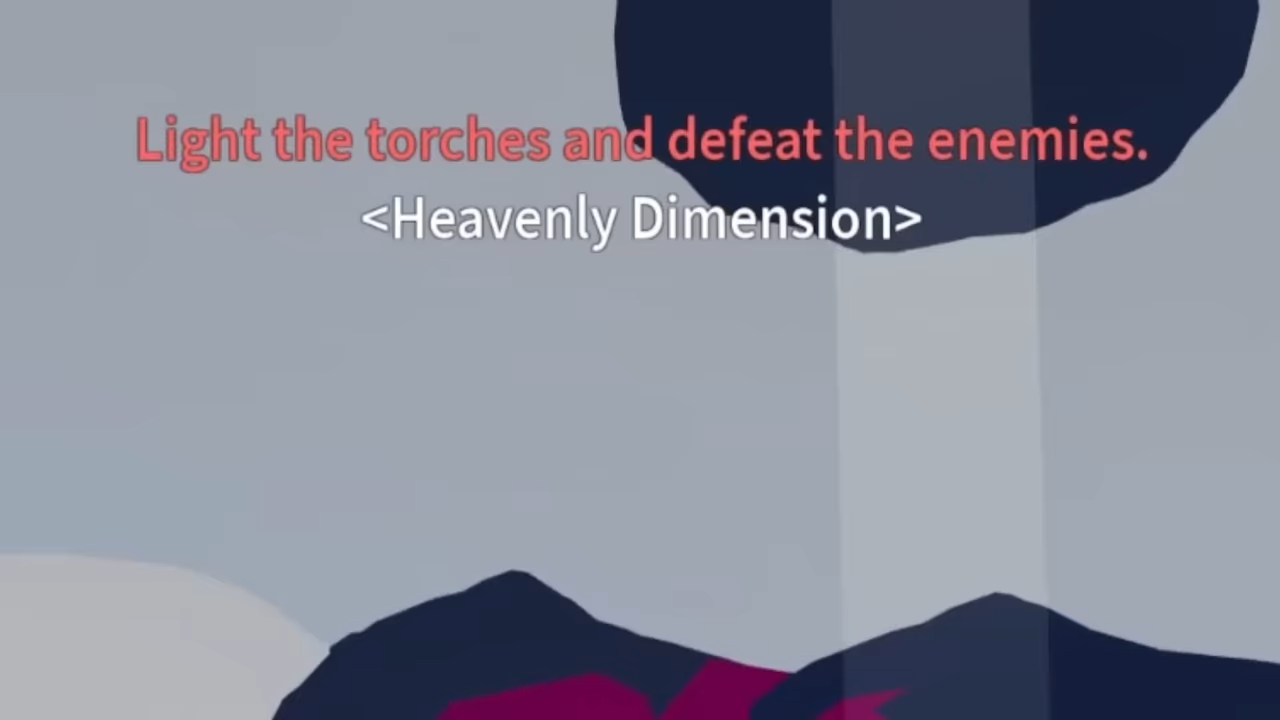 Light the torches and defeat the enemies.
<Heavenly Dimension>